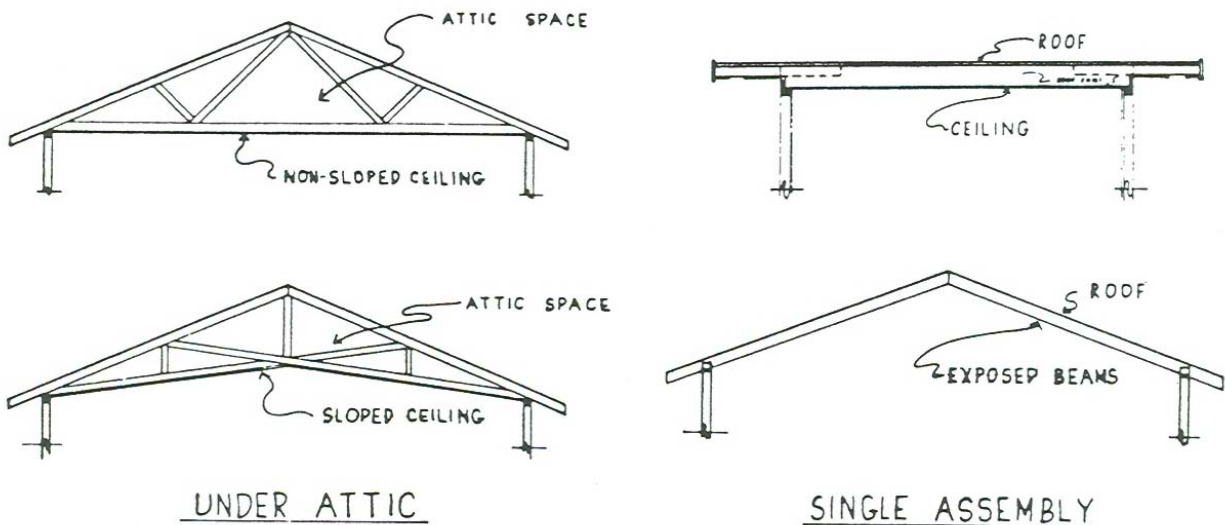 ATTIC SPACE
NON-SLOPED CEILING
ROOF
CEILING
ATTIC SPACE
SLOPED CEILING
ROOF
EXPOSED BEAMS
UNDER ATTIC
SINGLE ASSEMBLY